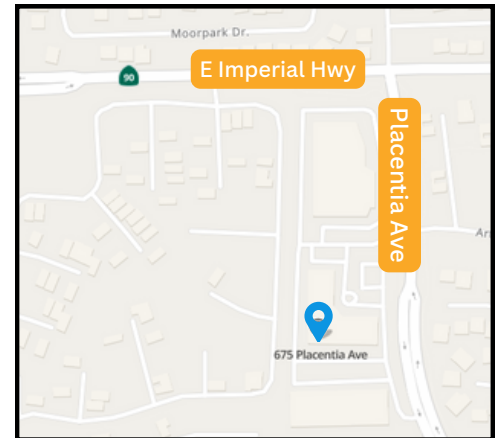 Moorpark Dr.
E Imperial Hwy
90
Placentia Ave
675 Placentia Ave